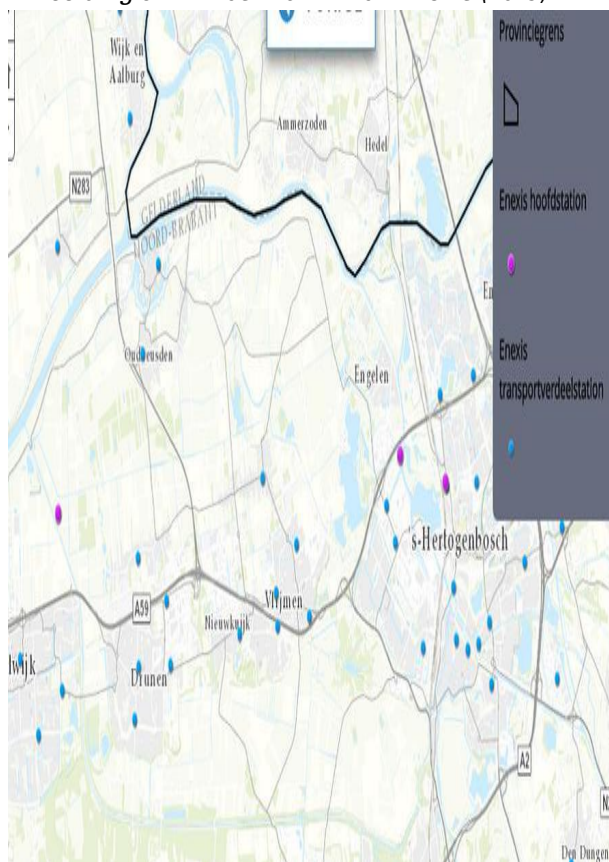 Provinciegrens
Wijk en
Aalburg
Ammerzoden
Hedel
N283
GELDERLAND
NOORD-BRABANT
Enexis hoofdstation
Enexis
transportverdeelstation
Engelen
's-Hertogenbosch
Vlijmen
A59
Nieuwkuijk
lwijk
Drunen
A2
Den Dungen